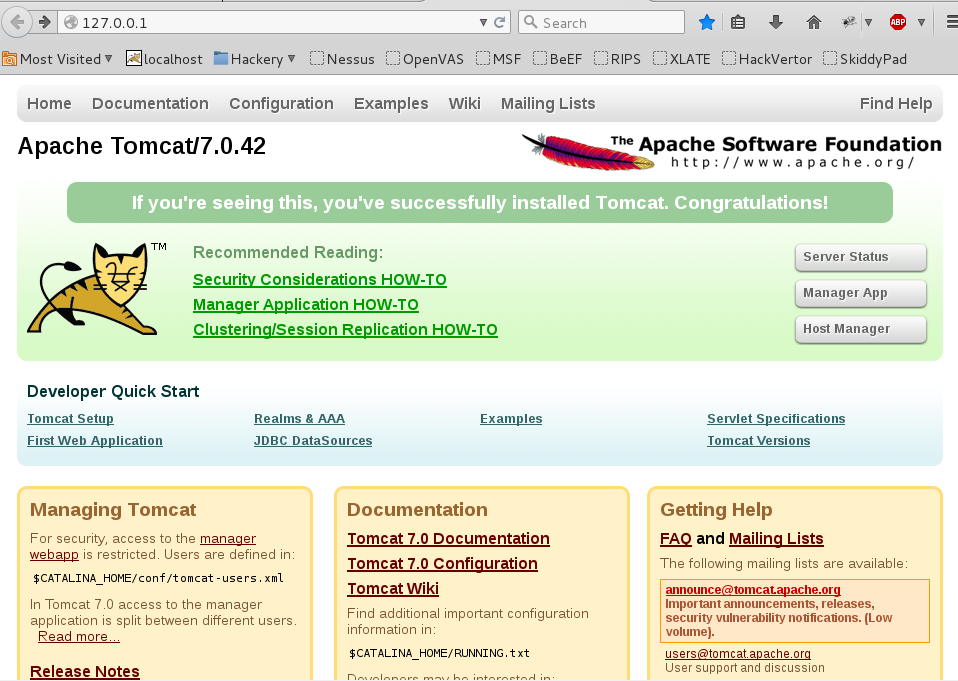 127.0.0.1
Search
ABP
Most Visited
localhost
Hackery
Nessus
OpenVAS
MSF
BeEF
RIPS
XLATE
HackVertor
SkiddyPad
Home Documentation Configuration Examples Wiki Mailing Lists Find Help
Apache Tomcat/7.0.42
The Apache Software Foundation
http://www.apache.org/
If you're seeing this, you've successfully installed Tomcat. Congratulations!
TM
Recommended Reading:
Security Considerations HOW-TO
Manager Application HOW-TO
Clustering/Session Replication HOW-TO
Server Status
Manager App
Host Manager
Developer Quick Start
Tomcat Setup
First Web Application
Realms & AAA
JDBC DataSources
Examples
Servlet Specifications
Tomcat Versions
Managing Tomcat
For security, access to the manager
webapp is restricted. Users are defined in:
$CATALINA_HOME/conf/tomcat-users.xml
In Tomcat 7.0 access to the manager
application is split between different users.
Read more...
Release Notes
Documentation
Tomcat 7.0 Documentation
Tomcat 7.0 Configuration
Tomcat Wiki
Find additional important configuration
information in:
$CATALINA_HOME/RUNNING.txt
Developers may be interested in:
Getting Help
FAQ and Mailing Lists
The following mailing lists are available:
announce@tomcat.apache.org
Important announcements, releases,
security vulnerability notifications. (Low
volume).
users@tomcat.apache.org
User support and discussion